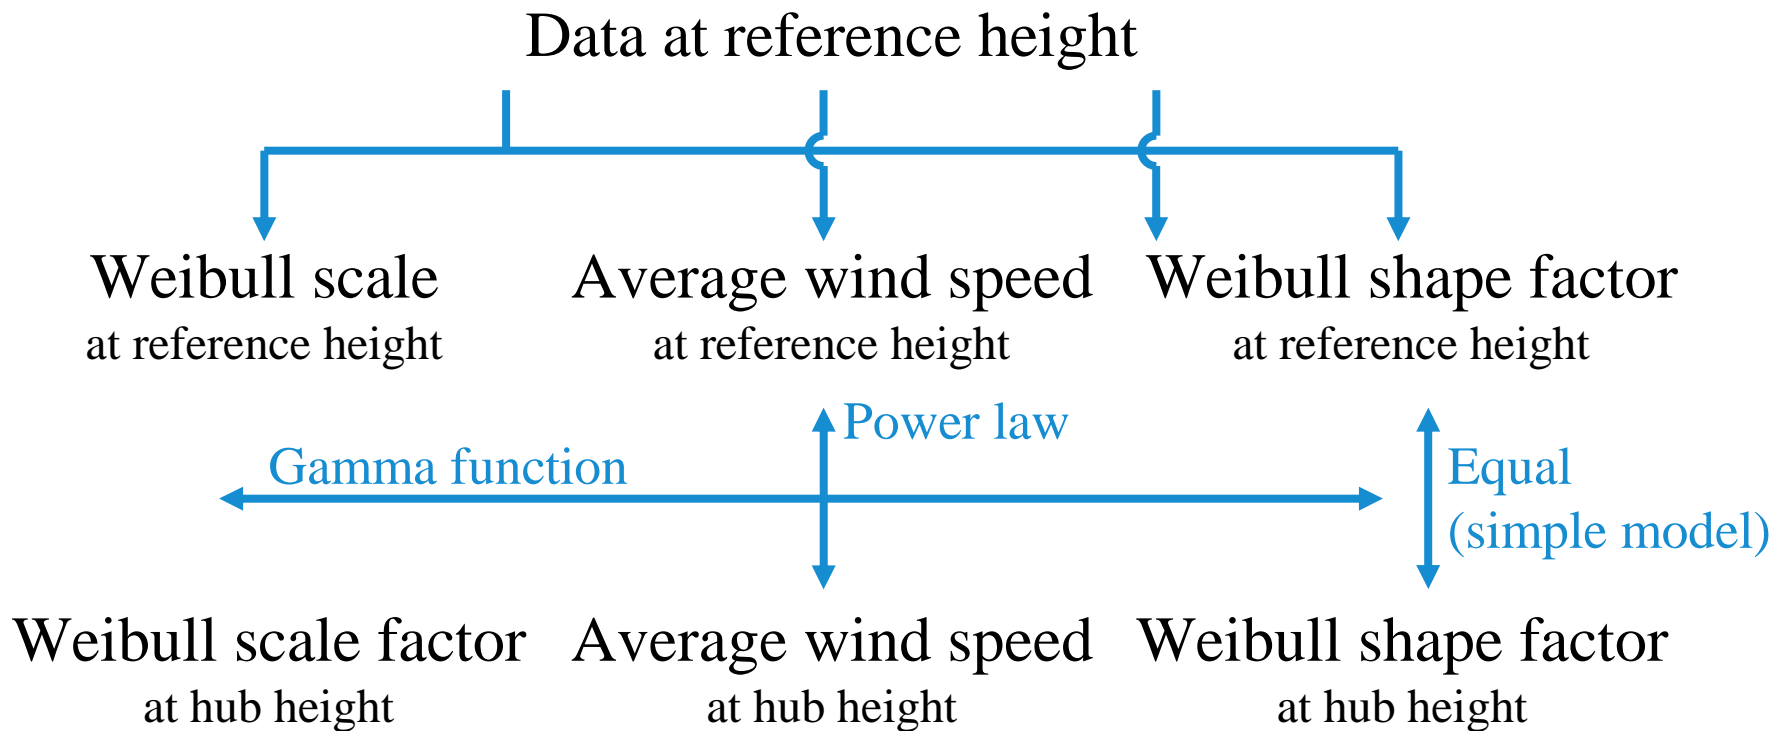 Data at reference height
Weibull scale
at reference height
Average wind speed
at reference height
Weibull shape factor
at reference height
Power law
Gamma function
Equal
(simple model)
Weibull scale factor
at hub height
Average wind speed
at hub height
Weibull shape factor
at hub height